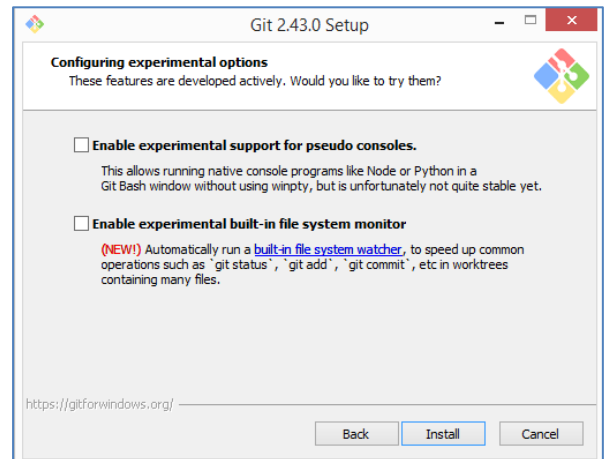 Git 2.43.0 Setup
Configuring experimental options
These features are developed actively. Would you like to try them?
Enable experimental support for pseudo consoles.
This allows running native console programs like Node or Python in a
Git Bash window without using winpty, but is unfortunately not quite stable yet.
Enable experimental built-in file system monitor
(NEW!) Automatically run a built-in file system watcher, to speed up common
operations such as `git status`, `git add`, `git commit`, etc in worktrees
containing many files.
https://gitforwindows.org/
Back Install Cancel